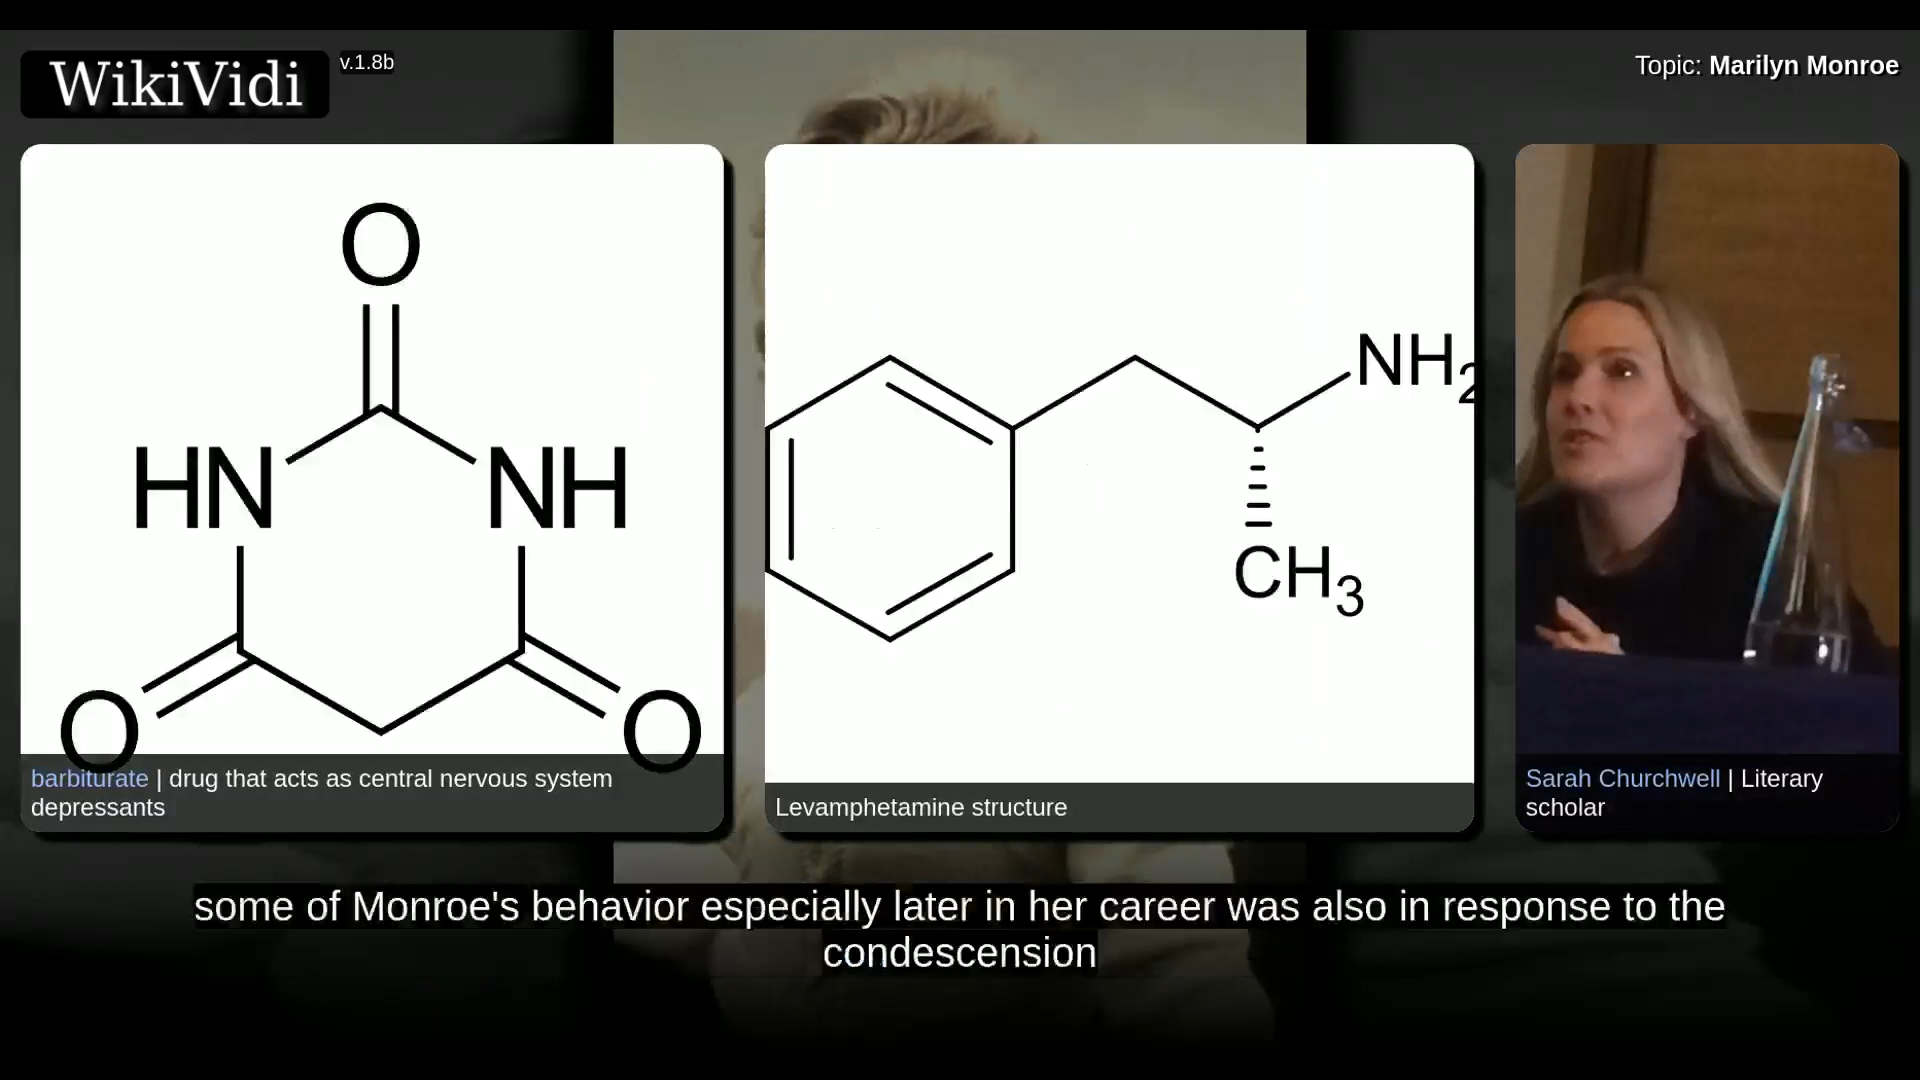 WikiVidi
v.1.8b
Topic: Marilyn Monroe
O
HN
NH
O
O
barbiturate | drug that acts as central nervous system
depressants
NH2
CH3
Levamphetamine structure
Sarah Churchwell | Literary
scholar
some of Monroe's behavior especially later in her career was also in response to the
condescension